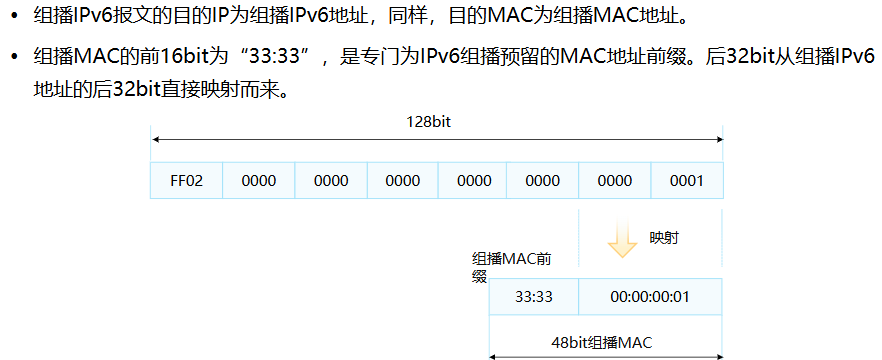 • 组播IPv6报文的目的IP为组播IPv6地址，同样，目的MAC为组播MAC地址。
• 组播MAC的前16bit为“33:33”，是专门为IPv6组播预留的MAC地址前缀。后32bit从组播IPv6
地址的后32bit直接映射而来。
128bit
FF02 0000 0000 0000 0000 0000 0000 0001
映射
组播MAC前
缀
33:33 00:00:00:01
48bit组播MAC